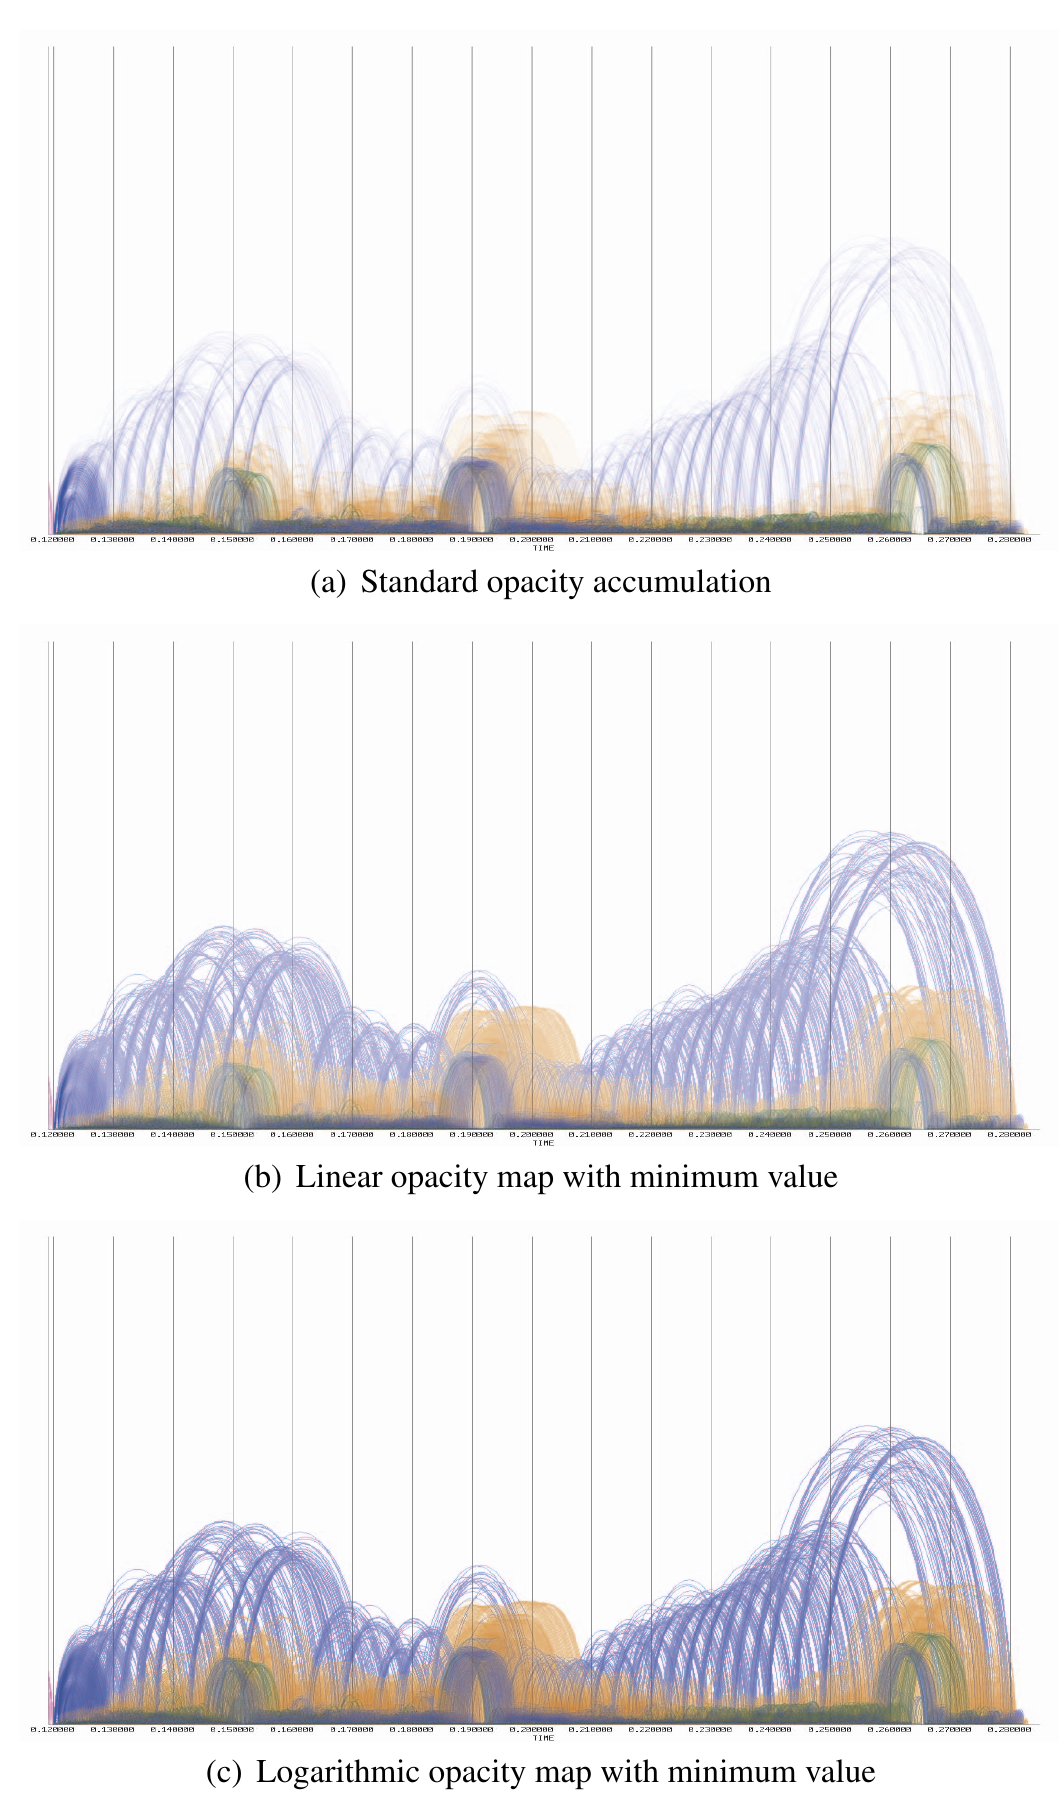 0.120000 0.130000 0.140000 0.150000 0.160000 0.170000 0.180000 0.190000 0.200000 0.210000 0.220000 0.230000 0.240000 0.250000 0.260000 0.270000 0.280000
TIME
(a) Standard opacity accumulation
0.120000 0.130000 0.140000 0.150000 0.160000 0.170000 0.180000 0.190000 0.200000 0.210000 0.220000 0.230000 0.240000 0.250000 0.260000 0.270000 0.280000
TIME
(b) Linear opacity map with minimum value
0.120000 0.130000 0.140000 0.150000 0.160000 0.170000 0.180000 0.190000 0.200000 0.210000 0.220000 0.230000 0.240000 0.250000 0.260000 0.270000 0.280000
TIME
(c) Logarithmic opacity map with minimum value